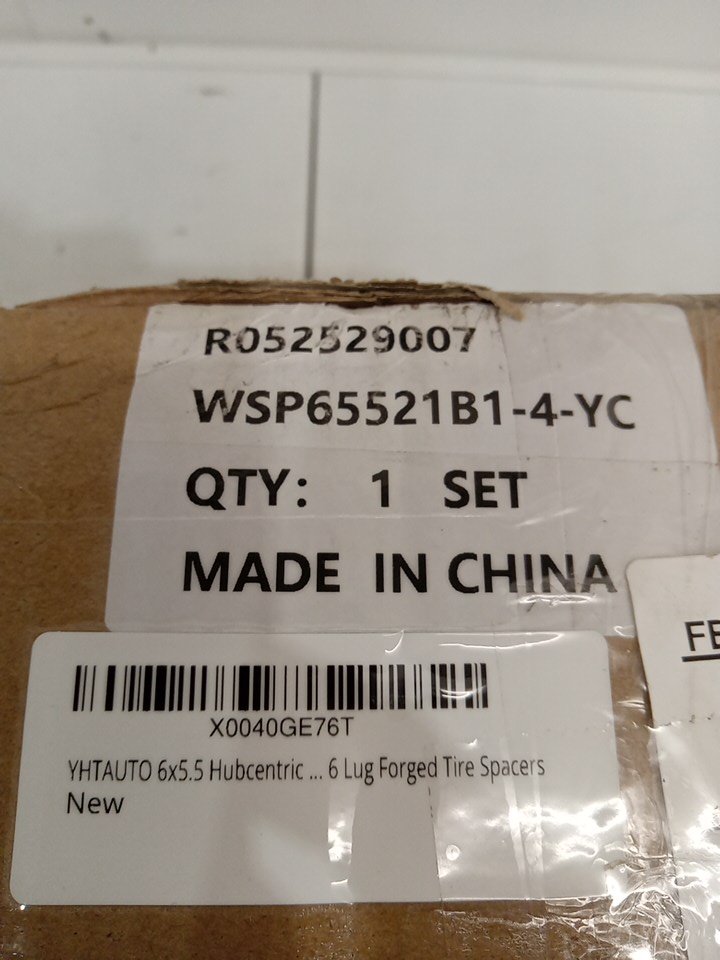 R052529007
WSP65521B1-4-YC
QTY: 1 SET
MADE IN CHINA
FE
X0040GE76T
YHTAUTO 6x5.5 Hubcentric ... 6 Lug Forged Tire Spacers
New